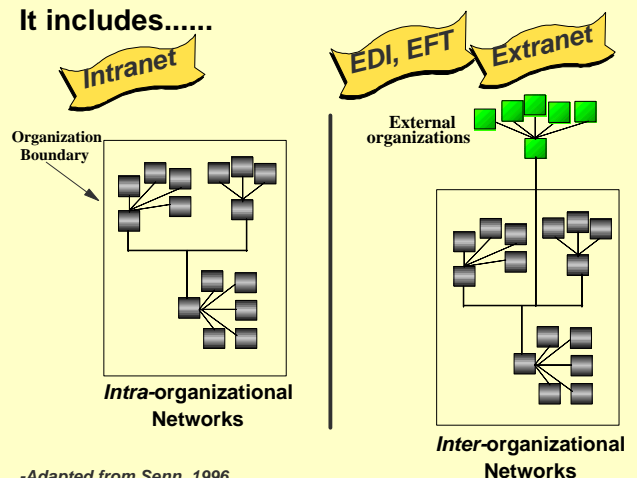 It includes......
Intranet
EDI, EFT
Extranet
Organization
Boundary
External
organizations
Intra-organizational
Networks
Inter-organizational
Networks
-Adapted from Senn, 1996